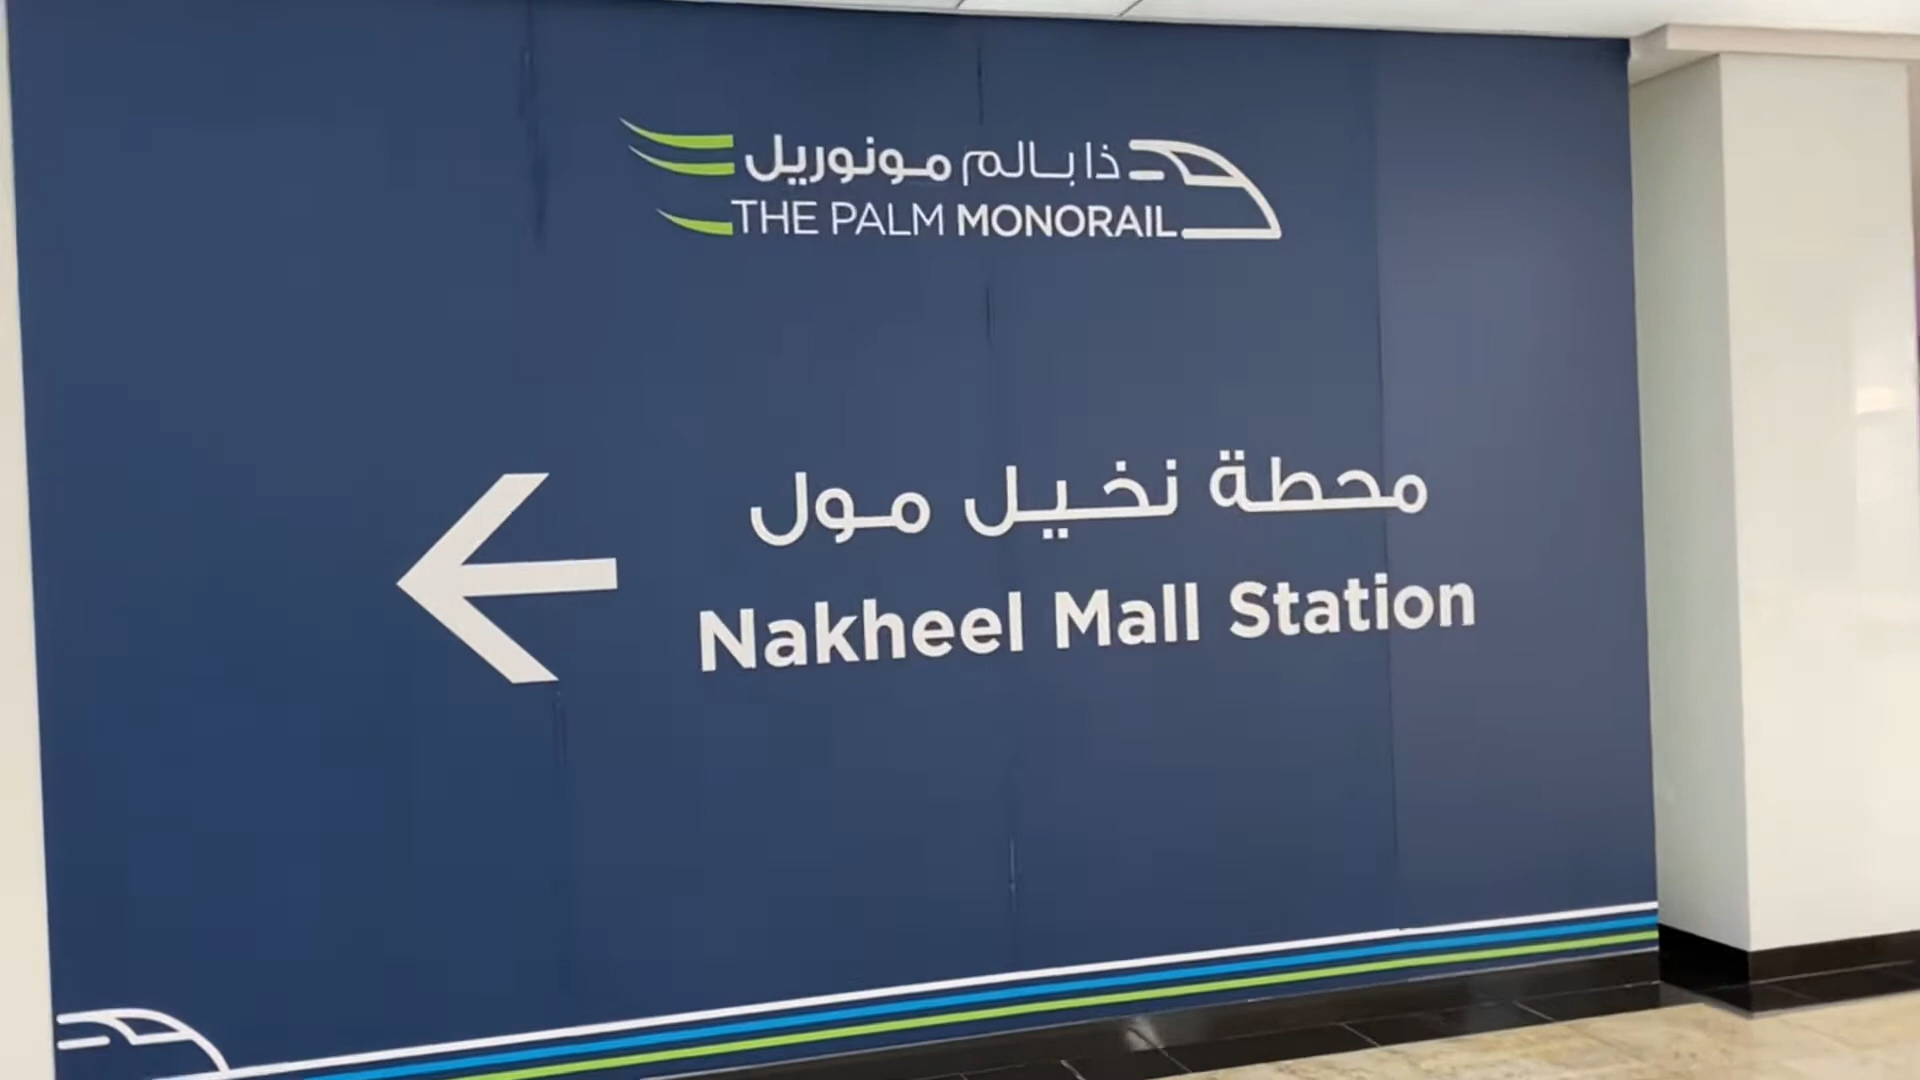 ذا بالم مونوريل
THE PALM MONORAIL
محطة نخيل مول
Nakheel Mall Station